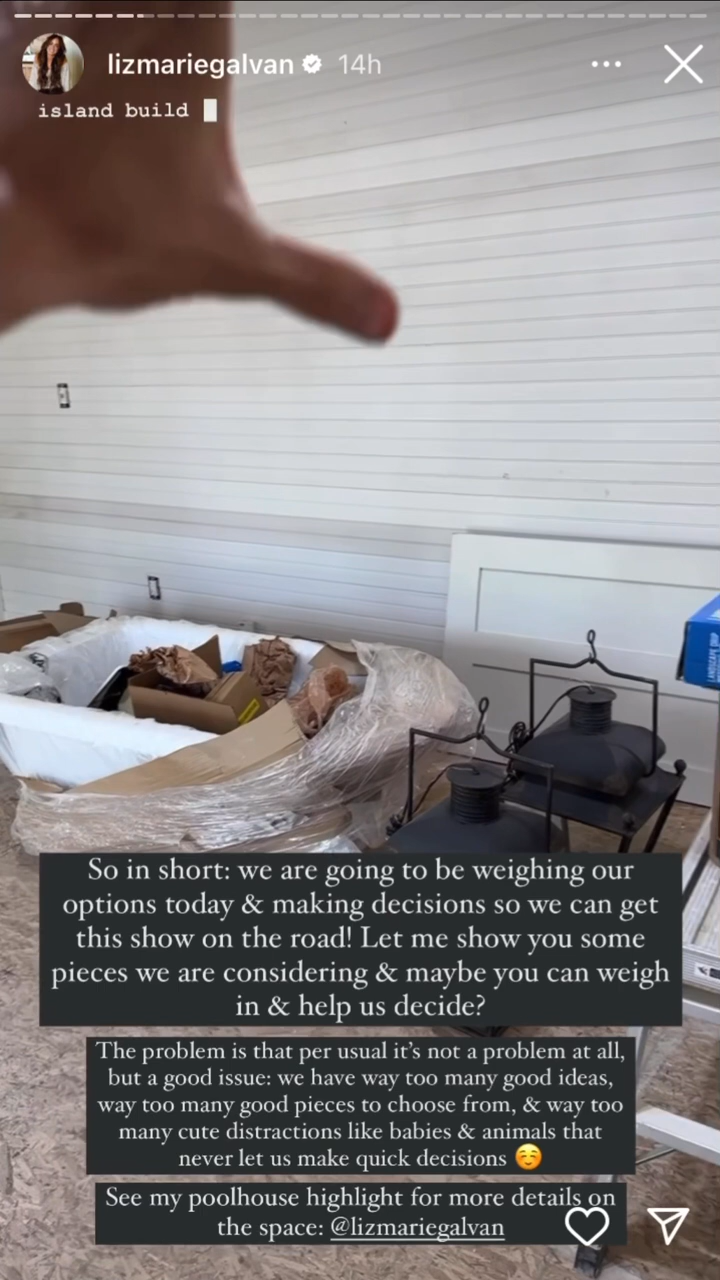 lizmariegalvan 14h
island build
So in short: we are going to be weighing our
options today & making decisions so we can get
this show on the road! Let me show you some
pieces we are considering & maybe you can weigh
in & help us decide?
The problem is that per usual it’s not a problem at all,
but a good issue: we have way too many good ideas,
way too many good pieces to choose from, & way too
many cute distractions like babies & animals that
never let us make quick decisions ☺️
See my poolhouse highlight for more details on
the space: @lizmariegalvan